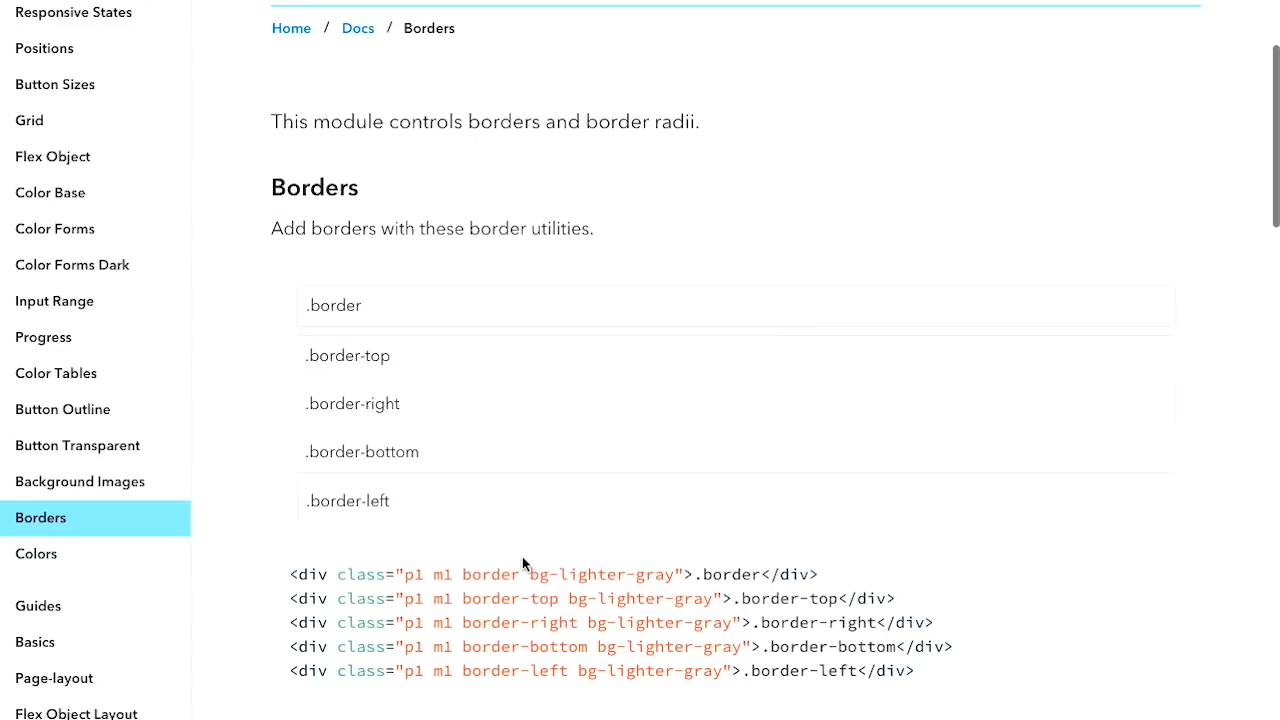 Responsive States
Positions
Button Sizes
Grid
Flex Object
Color Base
Color Forms
Color Forms Dark
Input Range
Progress
Color Tables
Button Outline
Button Transparent
Background Images
Borders
Colors
Guides
Basics
Page-layout
Flex Object Layout
Home / Docs / Borders
This module controls borders and border radii.
Borders
Add borders with these border utilities.
.border
.border-top
.border-right
.border-bottom
.border-left
<div class="p1 m1 border bg-lighter-gray">.border</div>
<div class="p1 m1 border-top bg-lighter-gray">.border-top</div>
<div class="p1 m1 border-right bg-lighter-gray">.border-right</div>
<div class="p1 m1 border-bottom bg-lighter-gray">.border-bottom</div>
<div class="p1 m1 border-left bg-lighter-gray">.border-left</div>